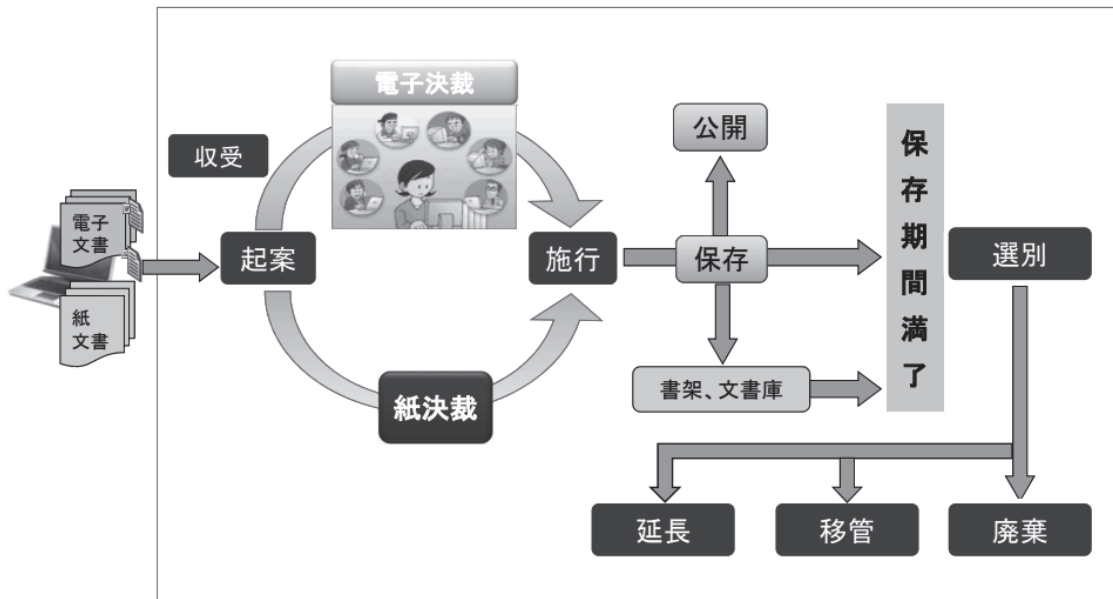 電子決裁
収受
電子
文書
紙
文書
起案
紙決裁
施行
公開
保存
書架、文書庫
保存期間満了
選別
延長
移管
廃棄